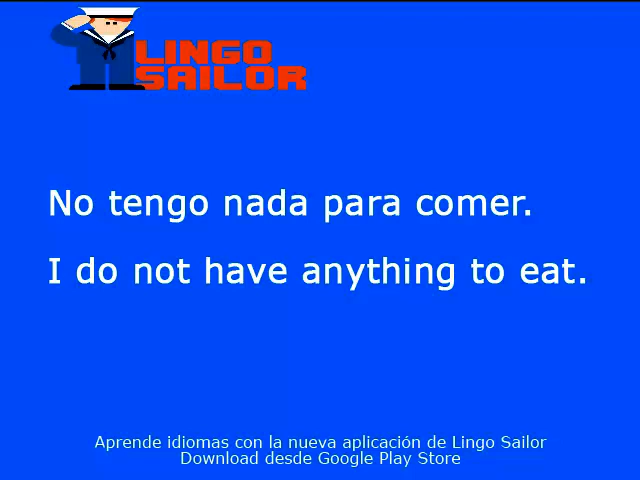 LINGO
SAILOR
No tengo nada para comer.
I do not have anything to eat.
Aprende idiomas con la nueva aplicación de Lingo Sailor
Download desde Google Play Store